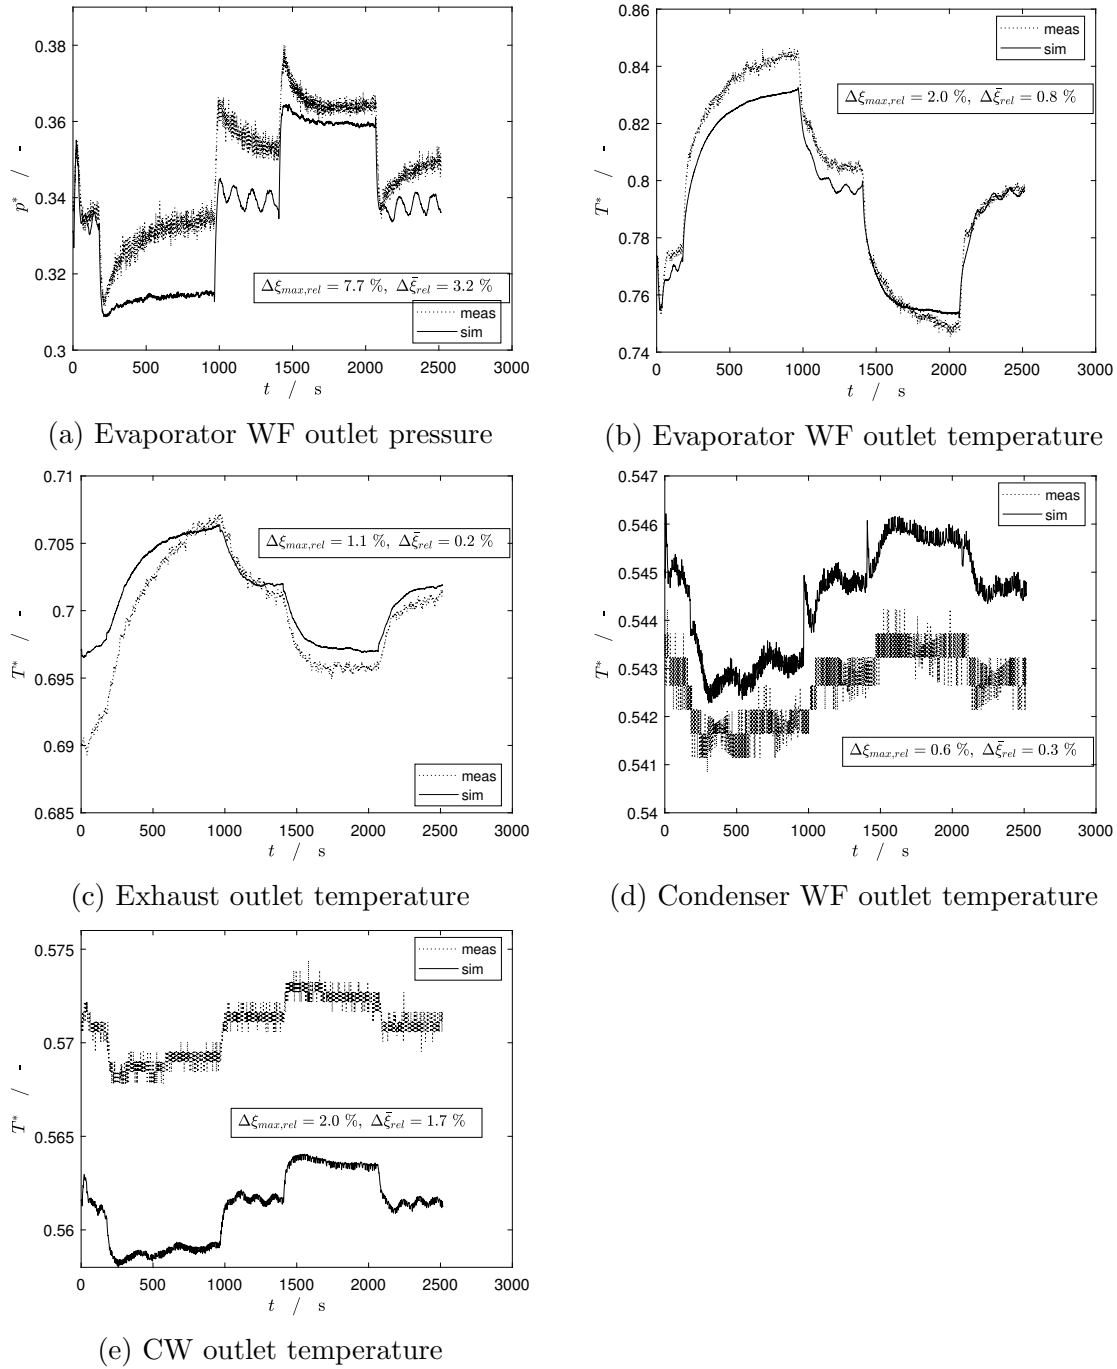 0.38
0.36
0.34
0.32
0.3
p* / -
Δξmax,rel = 7.7 %, Δξ̄rel = 3.2 %
meas
sim
0 500 1000 1500 2000 2500 3000
t / s
(a) Evaporator WF outlet pressure
0.86
0.84
0.82
0.8
0.78
0.76
0.74
T* / -
meas
sim
Δξmax,rel = 2.0 %, Δξ̄rel = 0.8 %
0 500 1000 1500 2000 2500 3000
t / s
(b) Evaporator WF outlet temperature
0.71
0.705
0.7
0.695
0.69
0.685
T* / -
Δξmax,rel = 1.1 %, Δξ̄rel = 0.2 %
meas
sim
0 500 1000 1500 2000 2500 3000
t / s
(c) Exhaust outlet temperature
0.547
0.546
0.545
0.544
0.543
0.542
0.541
0.54
T* / -
meas
sim
Δξmax,rel = 0.6 %, Δξ̄rel = 0.3 %
0 500 1000 1500 2000 2500 3000
t / s
(d) Condenser WF outlet temperature
0.575
0.57
0.565
0.56
T* / -
meas
sim
Δξmax,rel = 2.0 %, Δξ̄rel = 1.7 %
0 500 1000 1500 2000 2500 3000
t / s
(e) CW outlet temperature